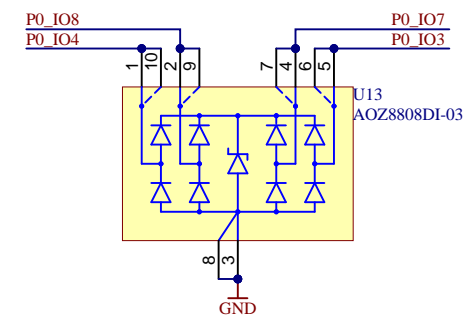 P0_IO8 P0_IO7
P0_IO4 P0_IO3
1 10 2 9 7 4 6 5
U13
AOZ8808DI-03
8 3
GND